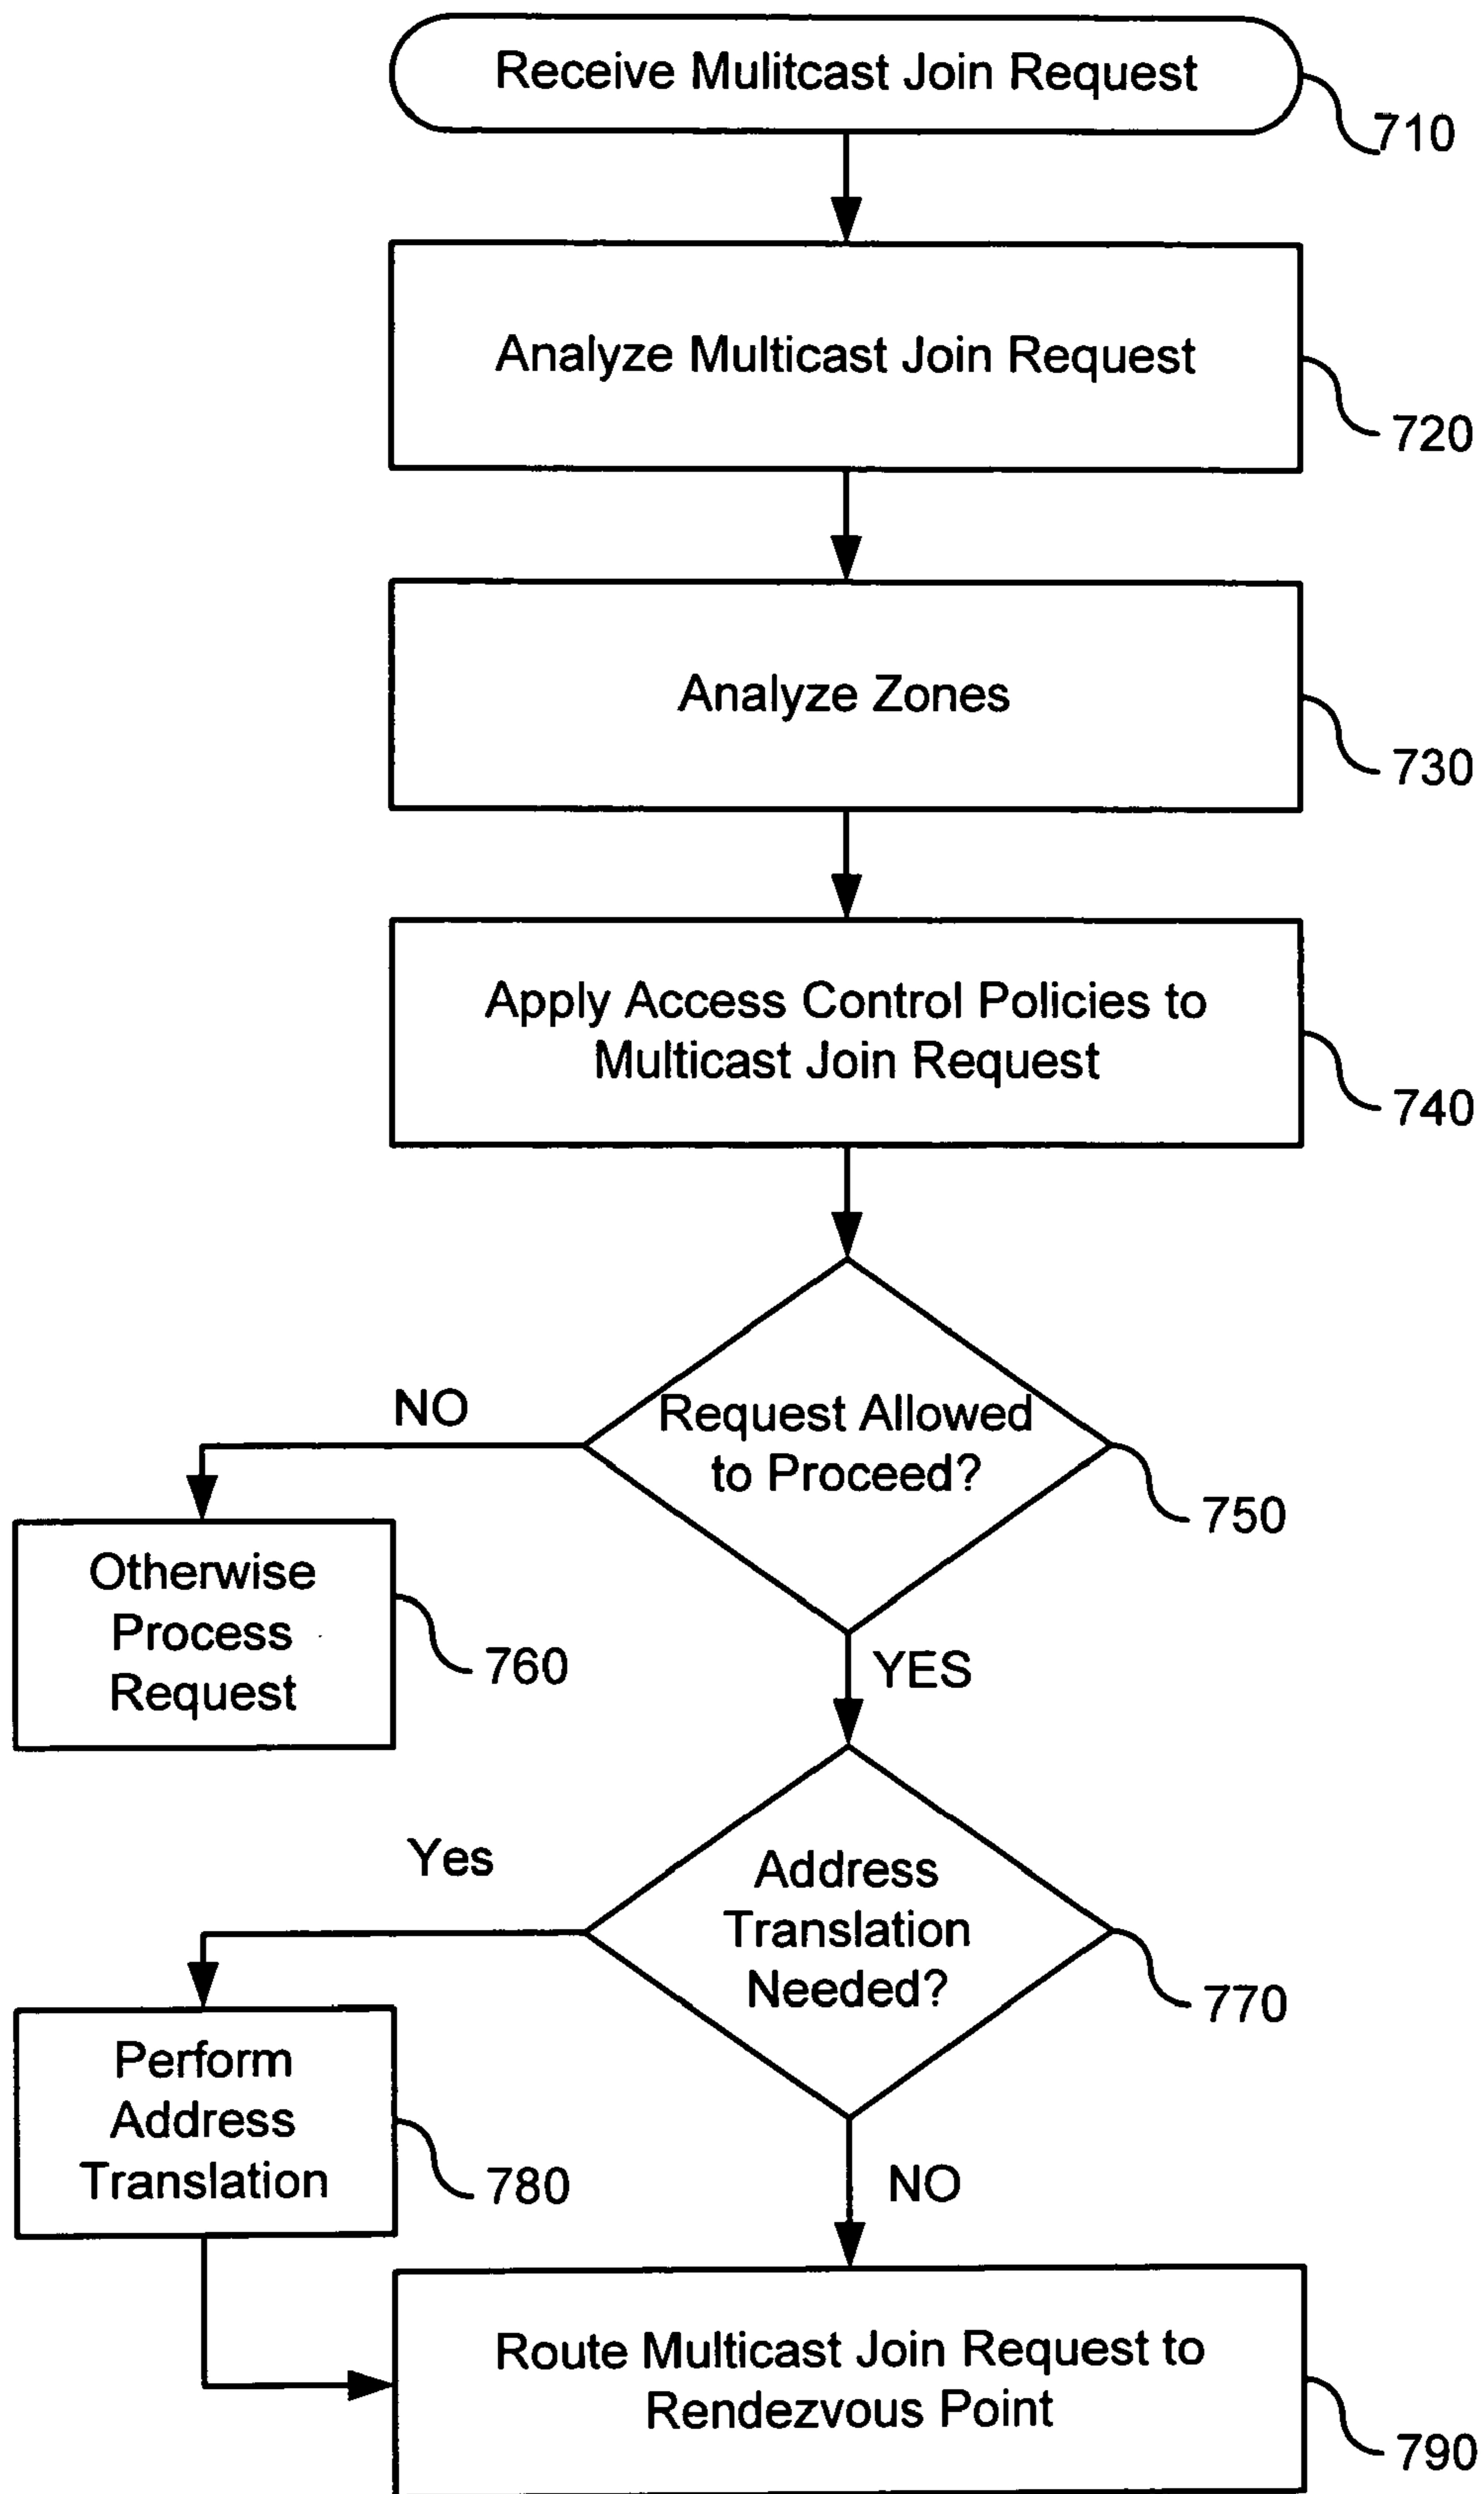 Receive Mulitcast Join Request
710
Analyze Multicast Join Request
720
Analyze Zones
730
Apply Access Control Policies to
Multicast Join Request
740
NO
Request Allowed
to Proceed?
750
Otherwise
Process
Request
760
YES
Yes
Address
Translation
Needed?
770
Perform
Address
Translation
780
NO
Route Multicast Join Request to
Rendezvous Point
790